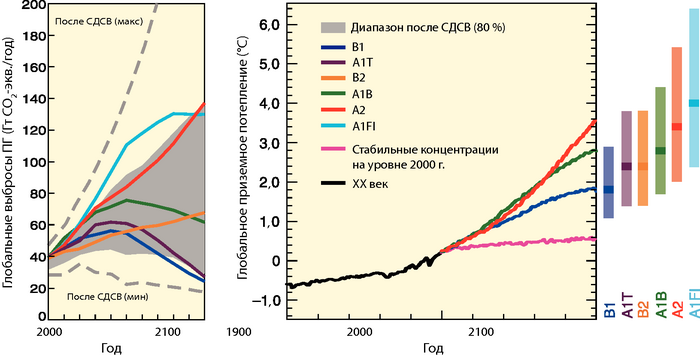 Глобальные выбросы ПГ (Гт CO₂-экв./год)
200
180
160
140
120
100
80
60
40
20
0
После СДСВ (макс)
После СДСВ (мин)
2000
2100
Год
Глобальное приземное потепление (°C)
6,0
5,0
4,0
3,0
2,0
1,0
0
–1,0
Диапазон после СДСВ (80 %)
B1
A1T
B2
A1B
A2
A1FI
Стабильные концентрации
на уровне 2000 г.
XX век
1900
2000
2100
Год
B1
A1T
B2
A1B
A2
A1FI